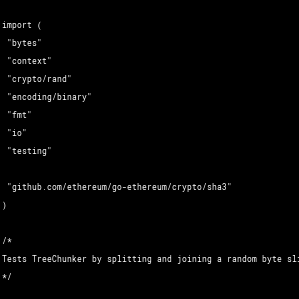 import (
"bytes"
"context"
"crypto/rand"
"encoding/binary"
"fmt"
"io"
"testing"
"github.com/ethereum/go-ethereum/crypto/sha3"
)
/*
Tests TreeChunker by splitting and joining a random byte
*/